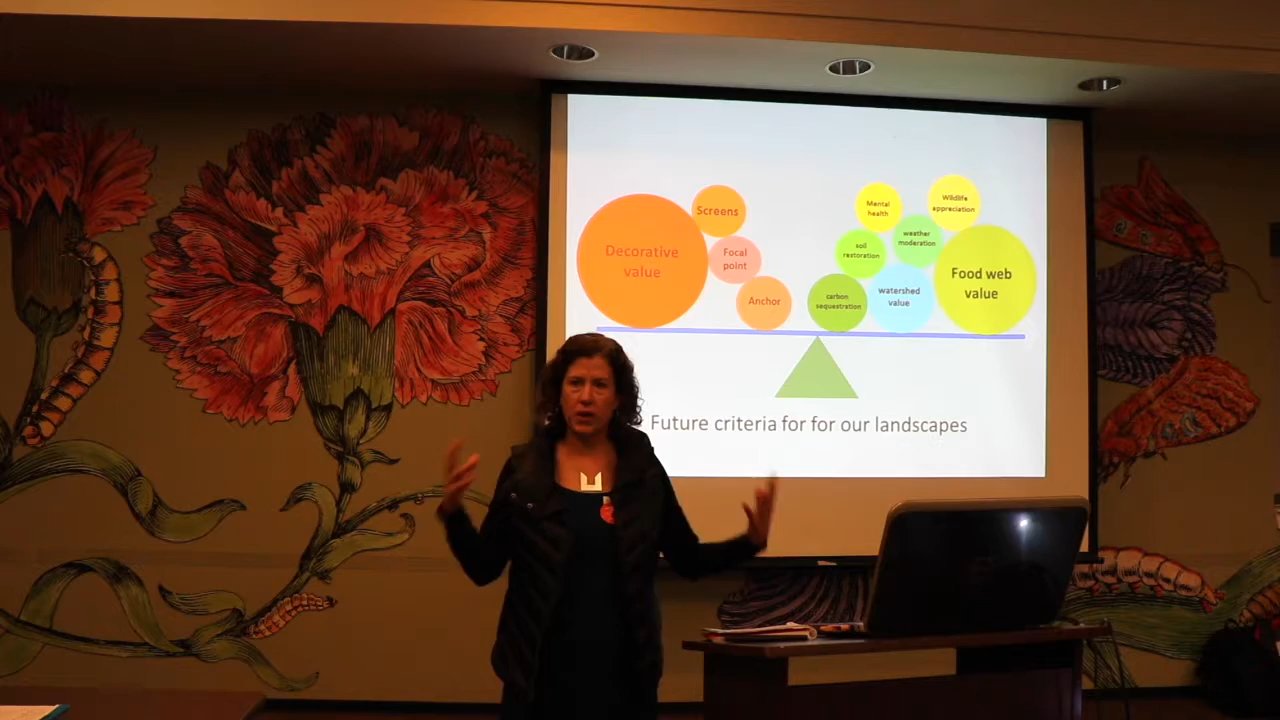 Decorative
value
Screens
Focal
point
Anchor
Mental
health
Wildlife
appreciation
soil
restoration
weather
moderation
carbon
sequestration
watershed
value
Food web
value
Future criteria for for our landscapes